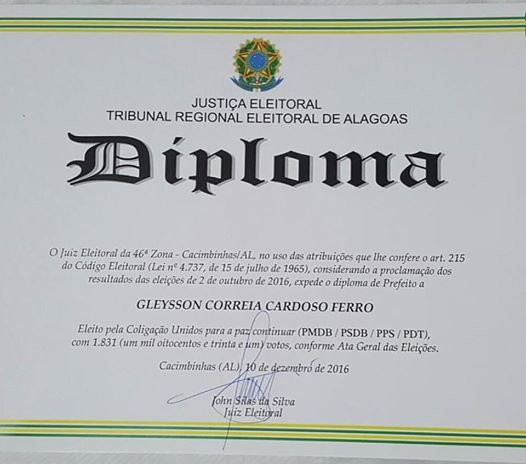 JUSTIÇA ELEITORAL
TRIBUNAL REGIONAL ELEITORAL DE ALAGOAS
Diploma
O Juiz Eleitoral da 46ª Zona - Cacimbinhas/AL, no uso das atribuições que lhe confere o art. 215
do Código Eleitoral (Lei nº 4.737, de 15 de julho de 1965), considerando a proclamação dos
resultados das eleições de 2 de outubro de 2016, expede o diploma de Prefeito a
GLEYSSON CORREIA CARDOSO FERRO
Eleito pela Coligação Unidos para a paz continuar (PMDB / PSDB / PPS / PDT),
com 1.831 (um mil oitocentos e trinta e um) votos, conforme Ata Geral das Eleições.
Cacimbinhas (AL), 10 de dezembro de 2016
John Silas da Silva
Juiz Eleitoral